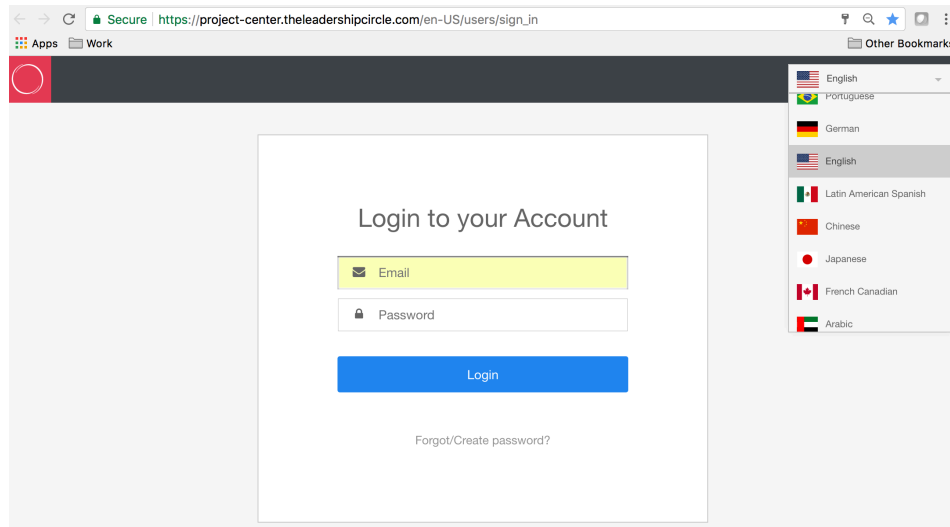 Secure https://project-center.theleadershipcircle.com/en-US/users/sign_in
Apps Work Other Bookmarks
English
Portuguese
German
English
Latin American Spanish
Chinese
Japanese
French Canadian
Arabic
Login to your Account
Email
Password
Login
Forgot/Create password?